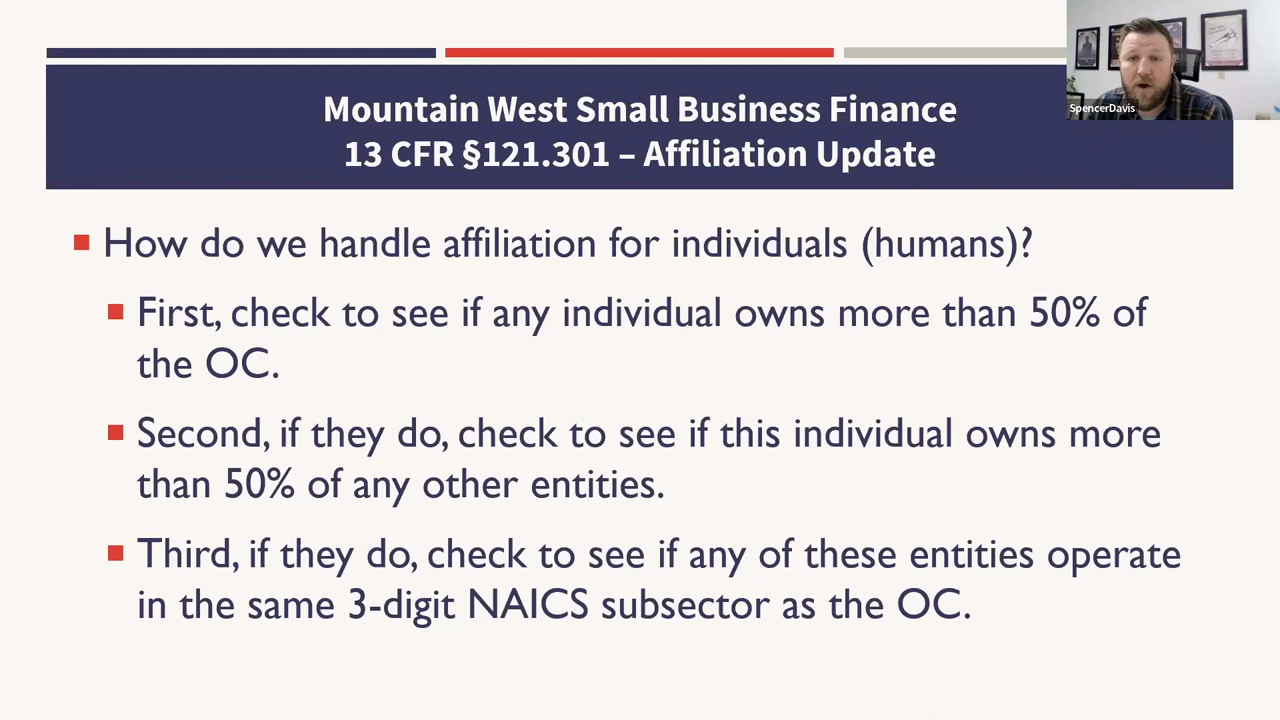 Mountain West Small Business Finance
13 CFR §121.301 – Affiliation Update
SpencerDavis
How do we handle affiliation for individuals (humans)?
First, check to see if any individual owns more than 50% of
the OC.
Second, if they do, check to see if this individual owns more
than 50% of any other entities.
Third, if they do, check to see if any of these entities operate
in the same 3-digit NAICS subsector as the OC.